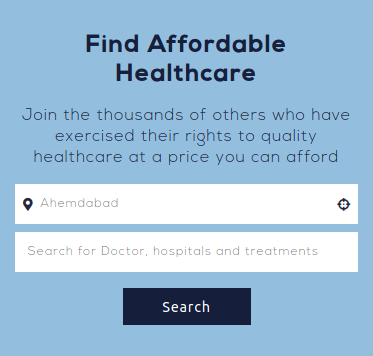 Find Affordable
Healthcare
Join the thousands of others who have
exercised their rights to quality
healthcare at a price you can afford
Ahemdabad
Search for Doctor, hospitals and treatments
Search